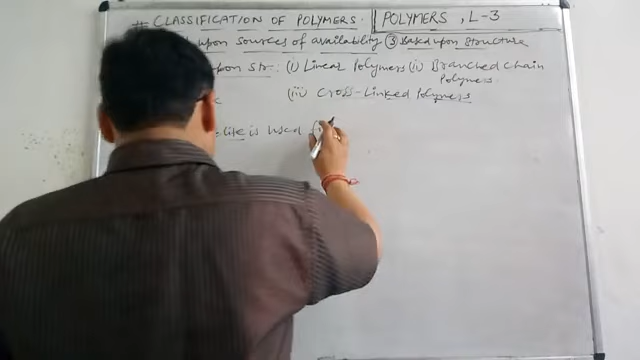 # CLASSIFICATION OF POLYMERS. POLYMERS, L-3
upon sources of availability ③ Based upon Structure
upon str:- (i) Linear Polymers (ii) Branched chain
Polymers.
(iii) Cross-Linked Polymers
lite is used